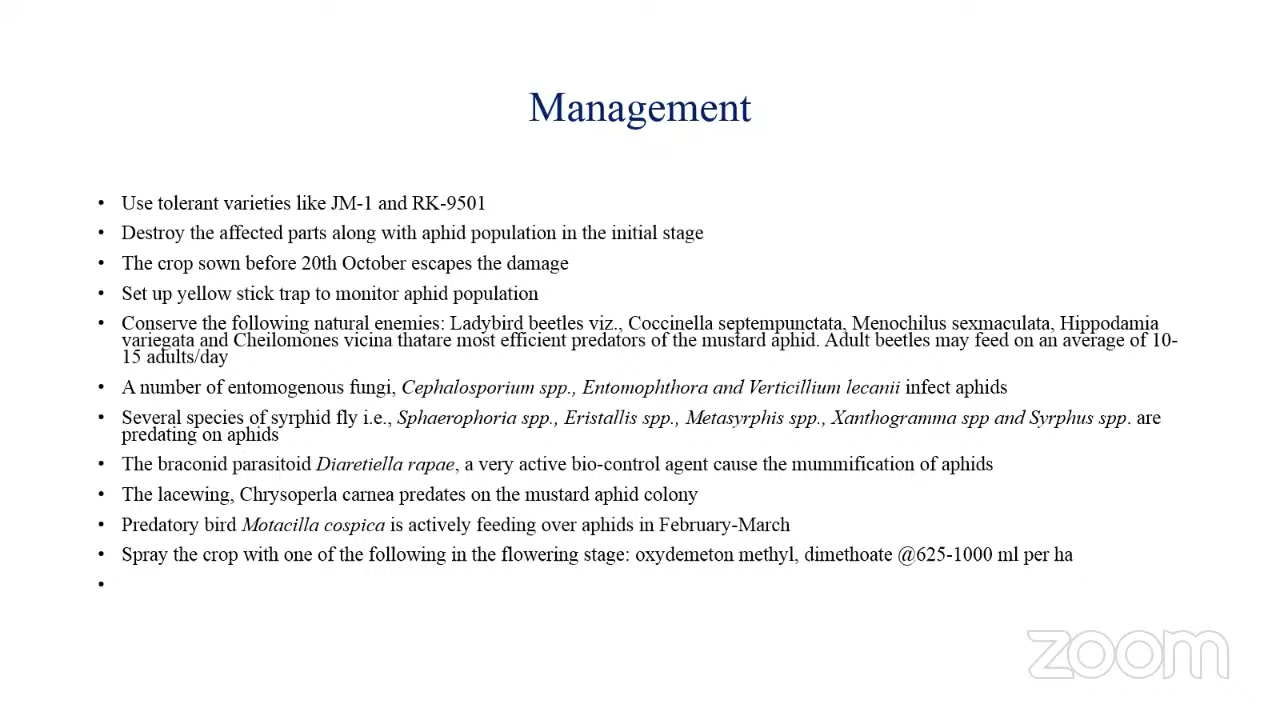 Management
• Use tolerant varieties like JM-1 and RK-9501
• Destroy the affected parts along with aphid population in the initial stage
• The crop sown before 20th October escapes the damage
• Set up yellow stick trap to monitor aphid population
• Conserve the following natural enemies: Ladybird beetles viz., Coccinella septempunctata, Menochilus sexmaculata, Hippodamia
variegata and Cheilomones vicina thatare most efficient predators of the mustard aphid. Adult beetles may feed on an average of 10-
15 adults/day
• A number of entomogenous fungi, Cephalosporium spp., Entomophthora and Verticillium lecanii infect aphids
• Several species of syrphid fly i.e., Sphaerophoria spp., Eristallis spp., Metasyrphis spp., Xanthogramma spp and Syrphus spp. are
predating on aphids
• The braconid parasitoid Diaretiella rapae, a very active bio-control agent cause the mummification of aphids
• The lacewing, Chrysoperla carnea predates on the mustard aphid colony
• Predatory bird Motacilla cospica is actively feeding over aphids in February-March
• Spray the crop with one of the following in the flowering stage: oxydemeton methyl, dimethoate @625-1000 ml per ha
•
zoom